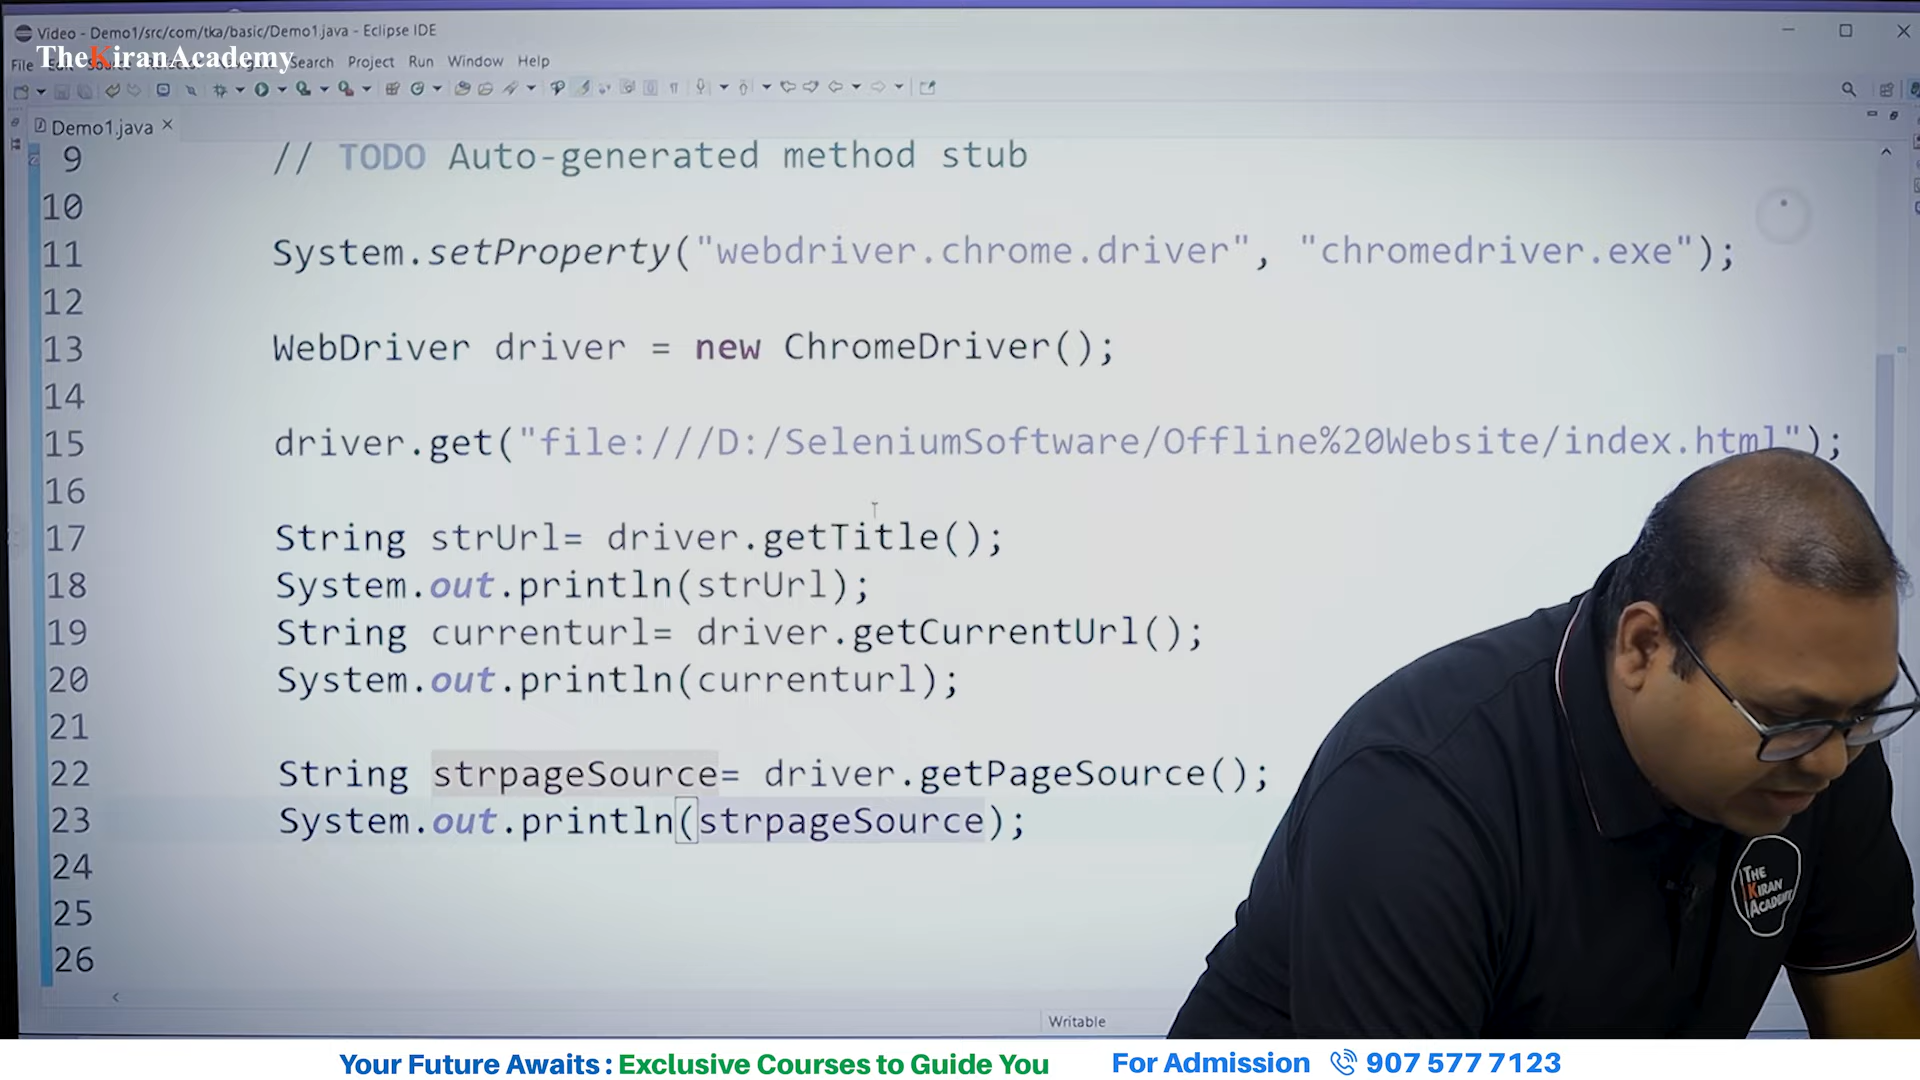 Video - Demo1/src/com/tka/basic/Demo1.java - Eclipse IDE
TheKiranAcademy
File Search Project Run Window Help
Demo1.java
9 // TODO Auto-generated method stub
10
11 System.setProperty("webdriver.chrome.driver", "chromedriver.exe");
12
13 WebDriver driver = new ChromeDriver();
14
15 driver.get("file:///D:/SeleniumSoftware/Offline%20Website/index.html");
16
17 String strUrl= driver.getTitle();
18 System.out.println(strUrl);
19 String currenturl= driver.getCurrentUrl();
20 System.out.println(currenturl);
21
22 String strpageSource= driver.getPageSource();
23 System.out.println(strpageSource);
24
25
26
THE
KIRAN
ACADEMY
Writable
Your Future Awaits : Exclusive Courses to Guide You For Admission 907 577 7123